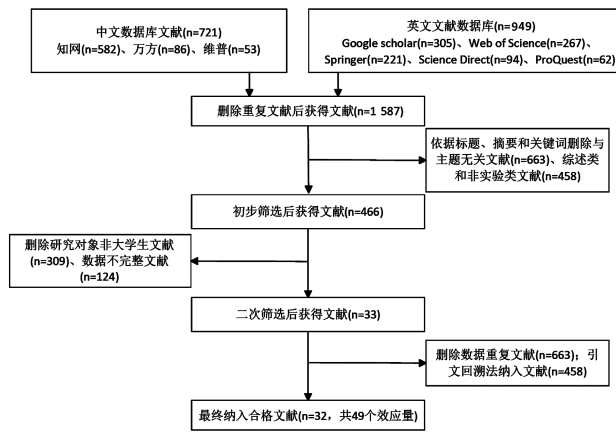 中文数据库文献(n=721)
知网(n=582)、万方(n=86)、维普(n=53)
英文文献数据库(n=949)
Google scholar(n=305)、Web of Science(n=267)、
Springer(n=221)、Science Direct(n=94)、ProQuest(n=62)
删除重复文献后获得文献(n=1 587)
依据标题、摘要和关键词删除与
主题无关文献(n=663)、综述类
和非实验类文献(n=458)
初步筛选后获得文献(n=466)
删除研究对象非大学生文献
(n=309)、数据不完整文献
(n=124)
二次筛选后获得文献(n=33)
删除数据重复文献(n=663)；引
文回溯法纳入文献(n=458)
最终纳入合格文献(n=32，共49个效应量)